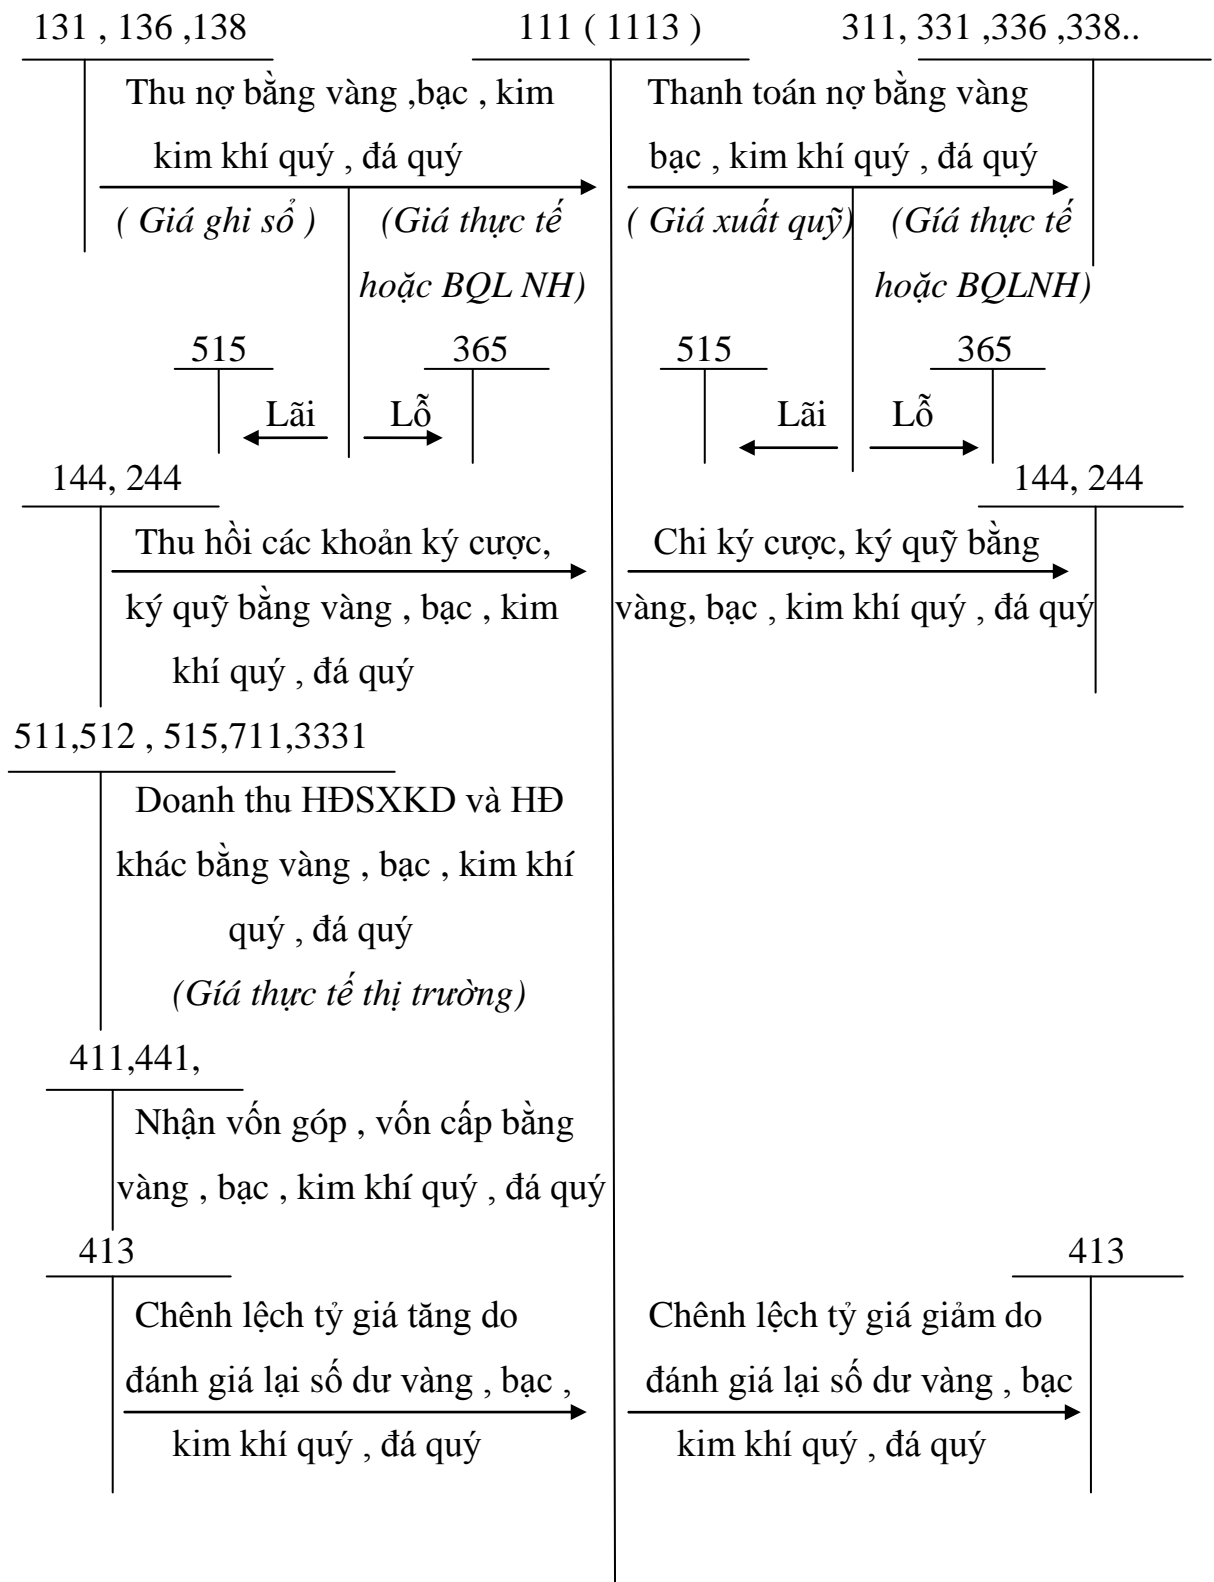 131 , 136 ,138
111 ( 1113 )
311, 331 ,336 ,338..
Thu nợ bằng vàng ,bạc , kim
kim khí quý , đá quý
( Giá ghi sổ )
(Giá thực tế
hoặc BQL NH)
Thanh toán nợ bằng vàng
bạc , kim khí quý , đá quý
( Giá xuất quỹ)
(Gíá thực tế
hoặc BQLNH)
515
365
Lãi
Lỗ
515
365
Lãi
Lỗ
144, 244
144, 244
Thu hồi các khoản ký cược,
ký quỹ bằng vàng , bạc , kim
khí quý , đá quý
Chi ký cược, ký quỹ bằng
vàng, bạc , kim khí quý , đá quý
511,512 , 515,711,3331
Doanh thu HĐSXKD và HĐ
khác bằng vàng , bạc , kim khí
quý , đá quý
(Gíá thực tế thị trường)
411,441,
Nhận vốn góp , vốn cấp bằng
vàng , bạc , kim khí quý , đá quý
413
413
Chênh lệch tỷ giá tăng do
đánh giá lại số dư vàng , bạc ,
kim khí quý , đá quý
Chênh lệch tỷ giá giảm do
đánh giá lại số dư vàng , bạc
kim khí quý , đá quý